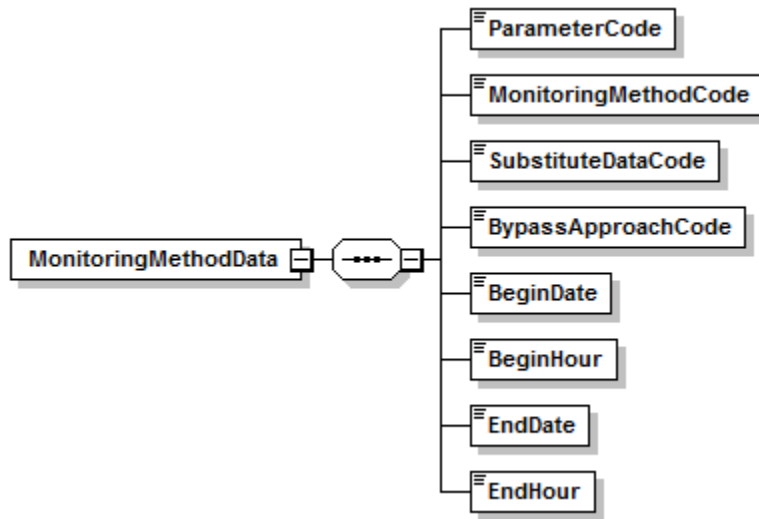 ParameterCode
MonitoringMethodCode
SubstituteDataCode
BypassApproachCode
MonitoringMethodData
BeginDate
BeginHour
EndDate
EndHour